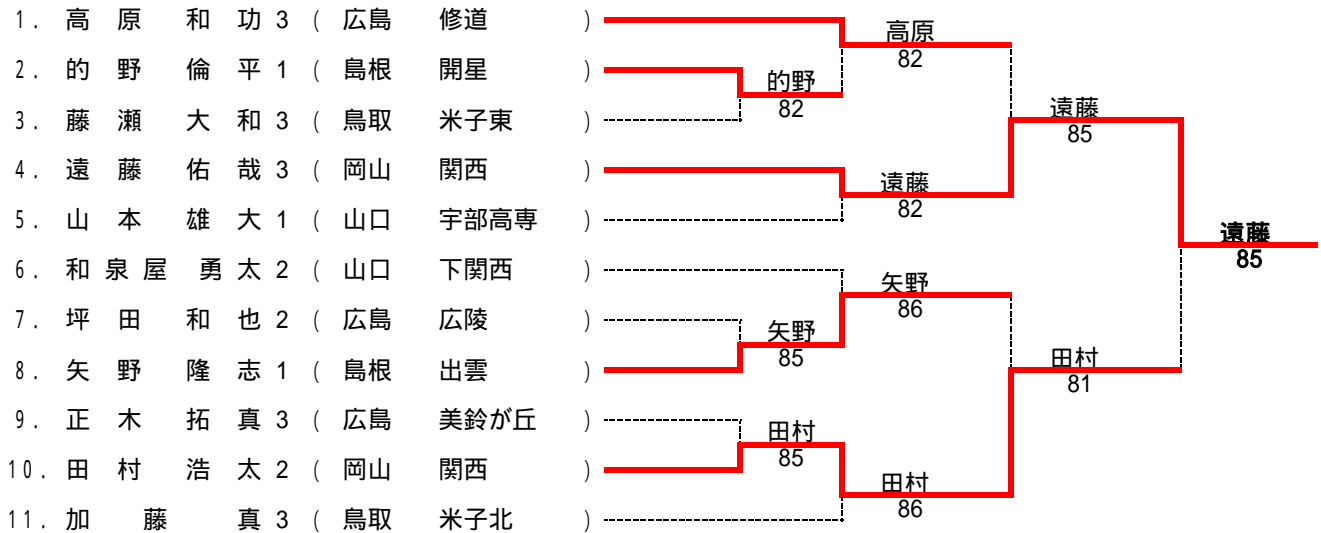 1. 高原 和功 3 ( 広島 修道 )
高原
82
2. 的野 倫平 1 ( 島根 開星 )
的野
82
3. 藤瀬 大和 3 ( 鳥取 米子東 )
遠藤
85
4. 遠藤 佑哉 3 ( 岡山 関西 )
遠藤
82
5. 山本 雄大 1 ( 山口 宇部高専 )
遠藤
85
6. 和泉屋 勇太 2 ( 山口 下関西 )
矢野
86
7. 坪田 和也 2 ( 広島 広陵 )
矢野
85
8. 矢野 隆志 1 ( 島根 出雲 )
田村
81
9. 正木 拓真 3 ( 広島 美鈴が丘 )
田村
85
10. 田村 浩太 2 ( 岡山 関西 )
田村
86
11. 加藤 真 3 ( 鳥取 米子北 )